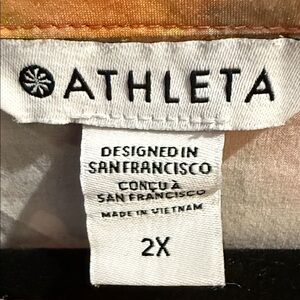 ATHLETA
DESIGNED IN
SAN FRANCISCO
CONÇU À
SAN FRANCISCO
MADE IN VIETNAM
2X